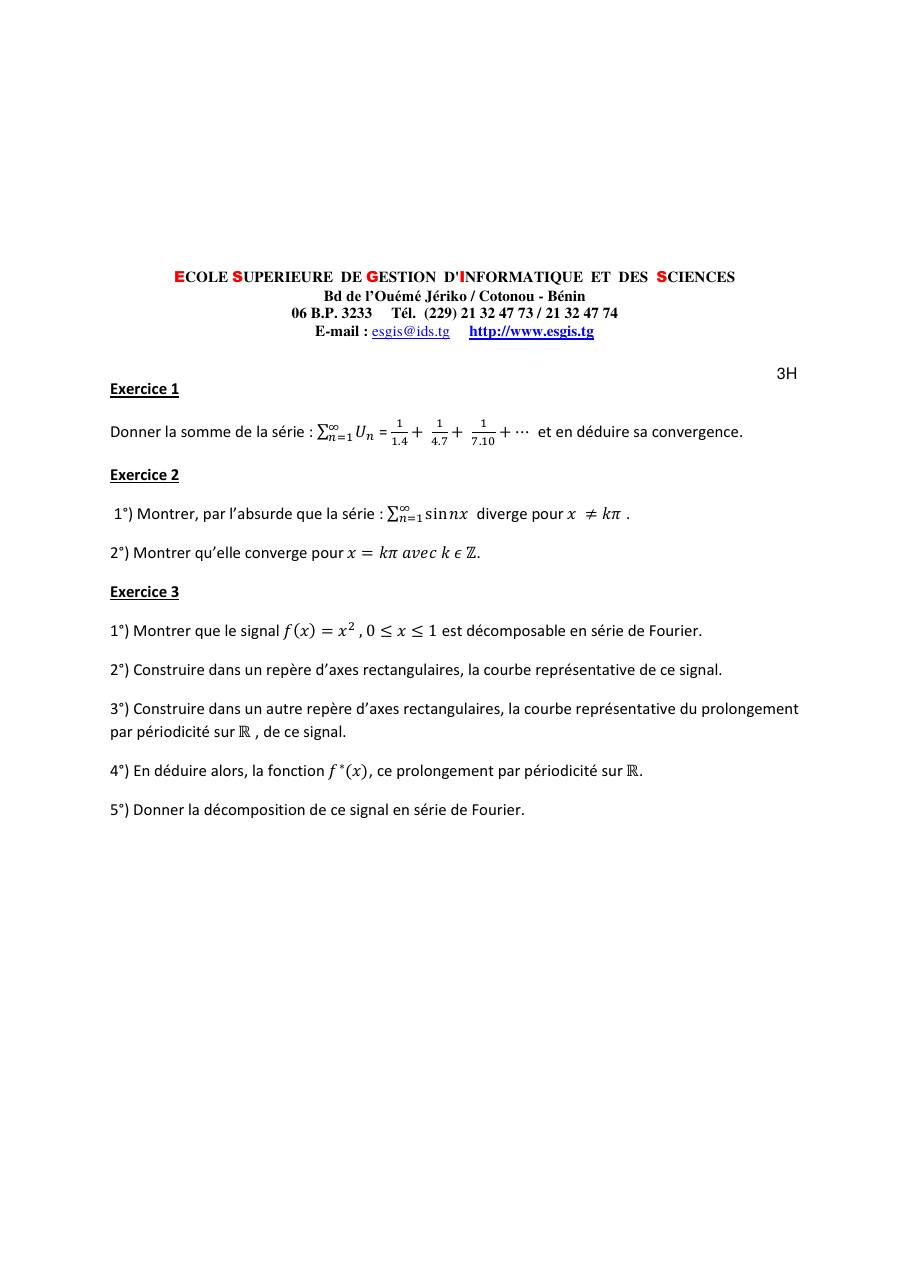 ECOLE SUPERIEURE DE GESTION D'INFORMATIQUE ET DES SCIENCES
Bd de l’Ouémé Jériko / Cotonou - Bénin
06 B.P. 3233 Tél. (229) 21 32 47 73 / 21 32 47 74
E-mail : esgis@ids.tg http://www.esgis.tg
3H
Exercice 1
Donner la somme de la série : ∑_{n=1}^{∞} U_n = 1/1.4 + 1/4.7 + 1/7.10 + ⋯ et en déduire sa convergence.
Exercice 2
1°) Montrer, par l’absurde que la série : ∑_{n=1}^{∞} sin nx diverge pour x ≠ kπ .
2°) Montrer qu’elle converge pour x = kπ avec k ϵ ℤ.
Exercice 3
1°) Montrer que le signal f(x) = x² , 0 ≤ x ≤ 1 est décomposable en série de Fourier.
2°) Construire dans un repère d’axes rectangulaires, la courbe représentative de ce signal.
3°) Construire dans un autre repère d’axes rectangulaires, la courbe représentative du prolongement
par périodicité sur ℝ , de ce signal.
4°) En déduire alors, la fonction f*(x), ce prolongement par périodicité sur ℝ.
5°) Donner la décomposition de ce signal en série de Fourier.